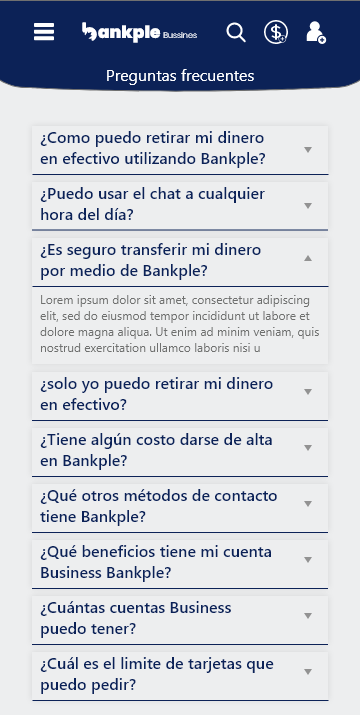 Bankple Bussines
Preguntas frecuentes
¿Como puedo retirar mi dinero
en efectivo utilizando Bankple?
¿Puedo usar el chat a cualquier
hora del día?
¿Es seguro transferir mi dinero
por medio de Bankple?
Lorem ipsum dolor sit amet, consectetur adipiscing
elit, sed do eiusmod tempor incididunt ut labore et
dolore magna aliqua. Ut enim ad minim veniam, quis
nostrud exercitation ullamco laboris nisi u
¿solo yo puedo retirar mi dinero
en efectivo?
¿Tiene algún costo darse de alta
en Bankple?
¿Qué otros métodos de contacto
tiene Bankple?
¿Qué beneficios tiene mi cuenta
Business Bankple?
¿Cuántas cuentas Business
puedo tener?
¿Cuál es el limite de tarjetas que
puedo pedir?